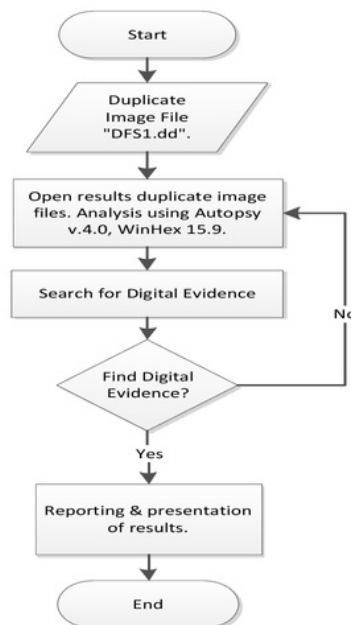 Start
Duplicate
Image File
"DFS1.dd".
Open results duplicate image
files. Analysis using Autopsy
v.4.0, WinHex 15.9.
Search for Digital Evidence
No
Find Digital
Evidence?
Yes
Reporting & presentation
of results.
End